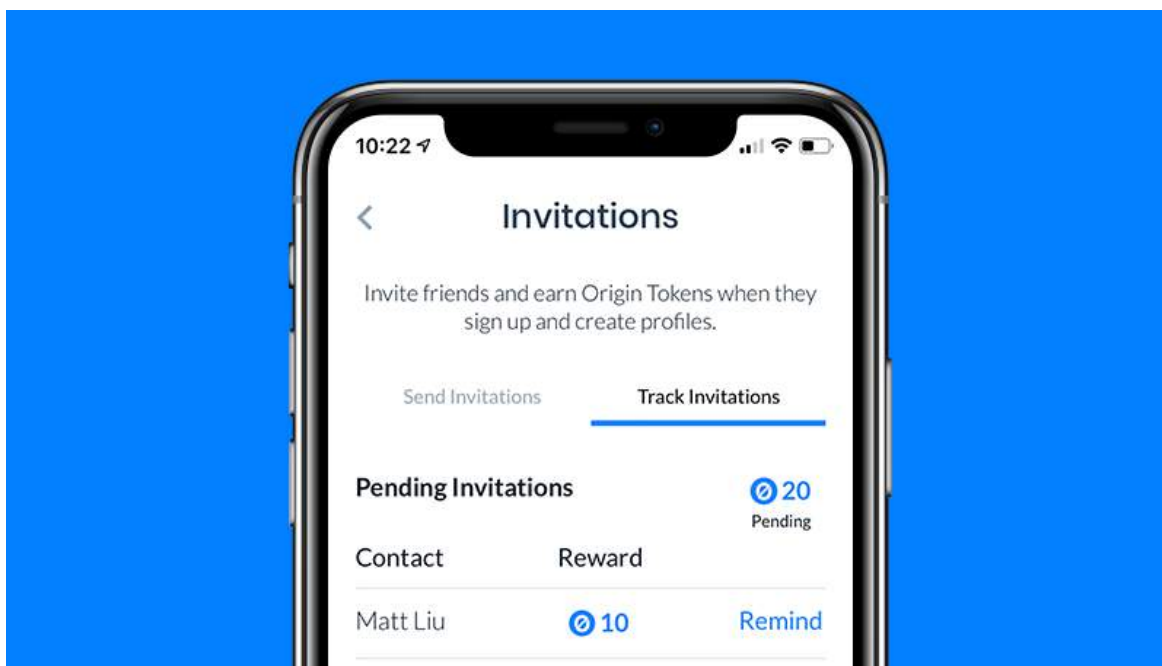 10:22
Invitations
Invite friends and earn Origin Tokens when they
sign up and create profiles.
Send Invitations Track Invitations
Pending Invitations 20
Pending
Contact Reward
Matt Liu 10 Remind